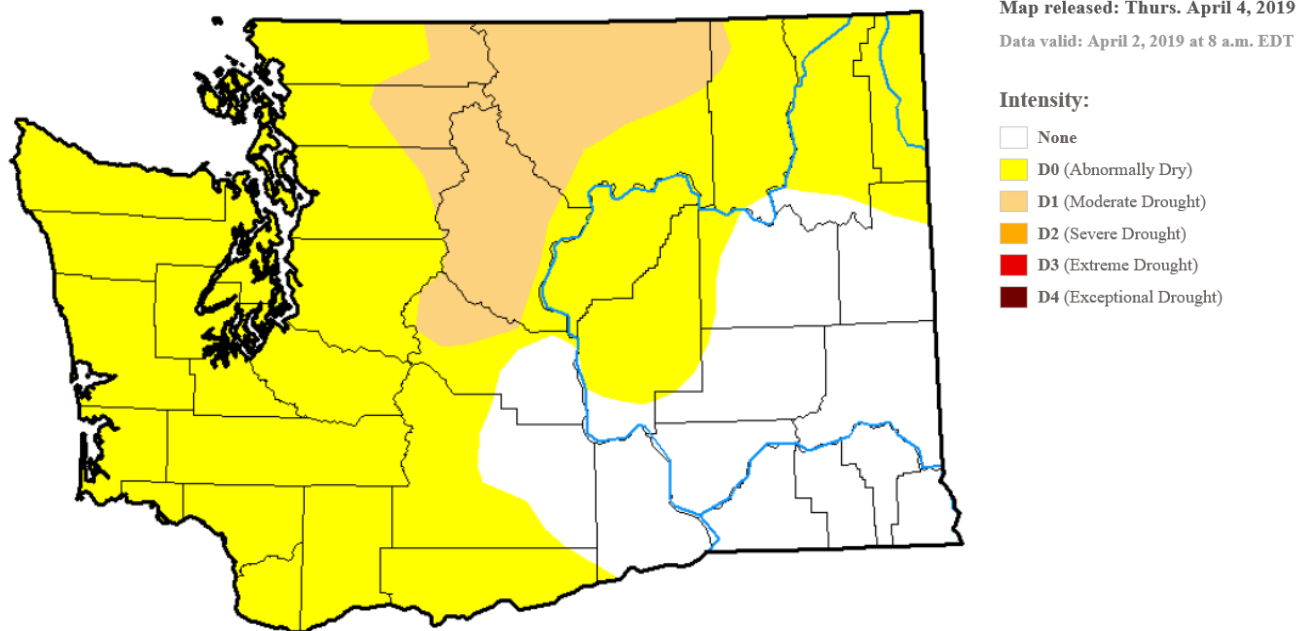 Map released: Thurs. April 4, 2019
Data valid: April 2, 2019 at 8 a.m. EDT
Intensity:
None
D0 (Abnormally Dry)
D1 (Moderate Drought)
D2 (Severe Drought)
D3 (Extreme Drought)
D4 (Exceptional Drought)